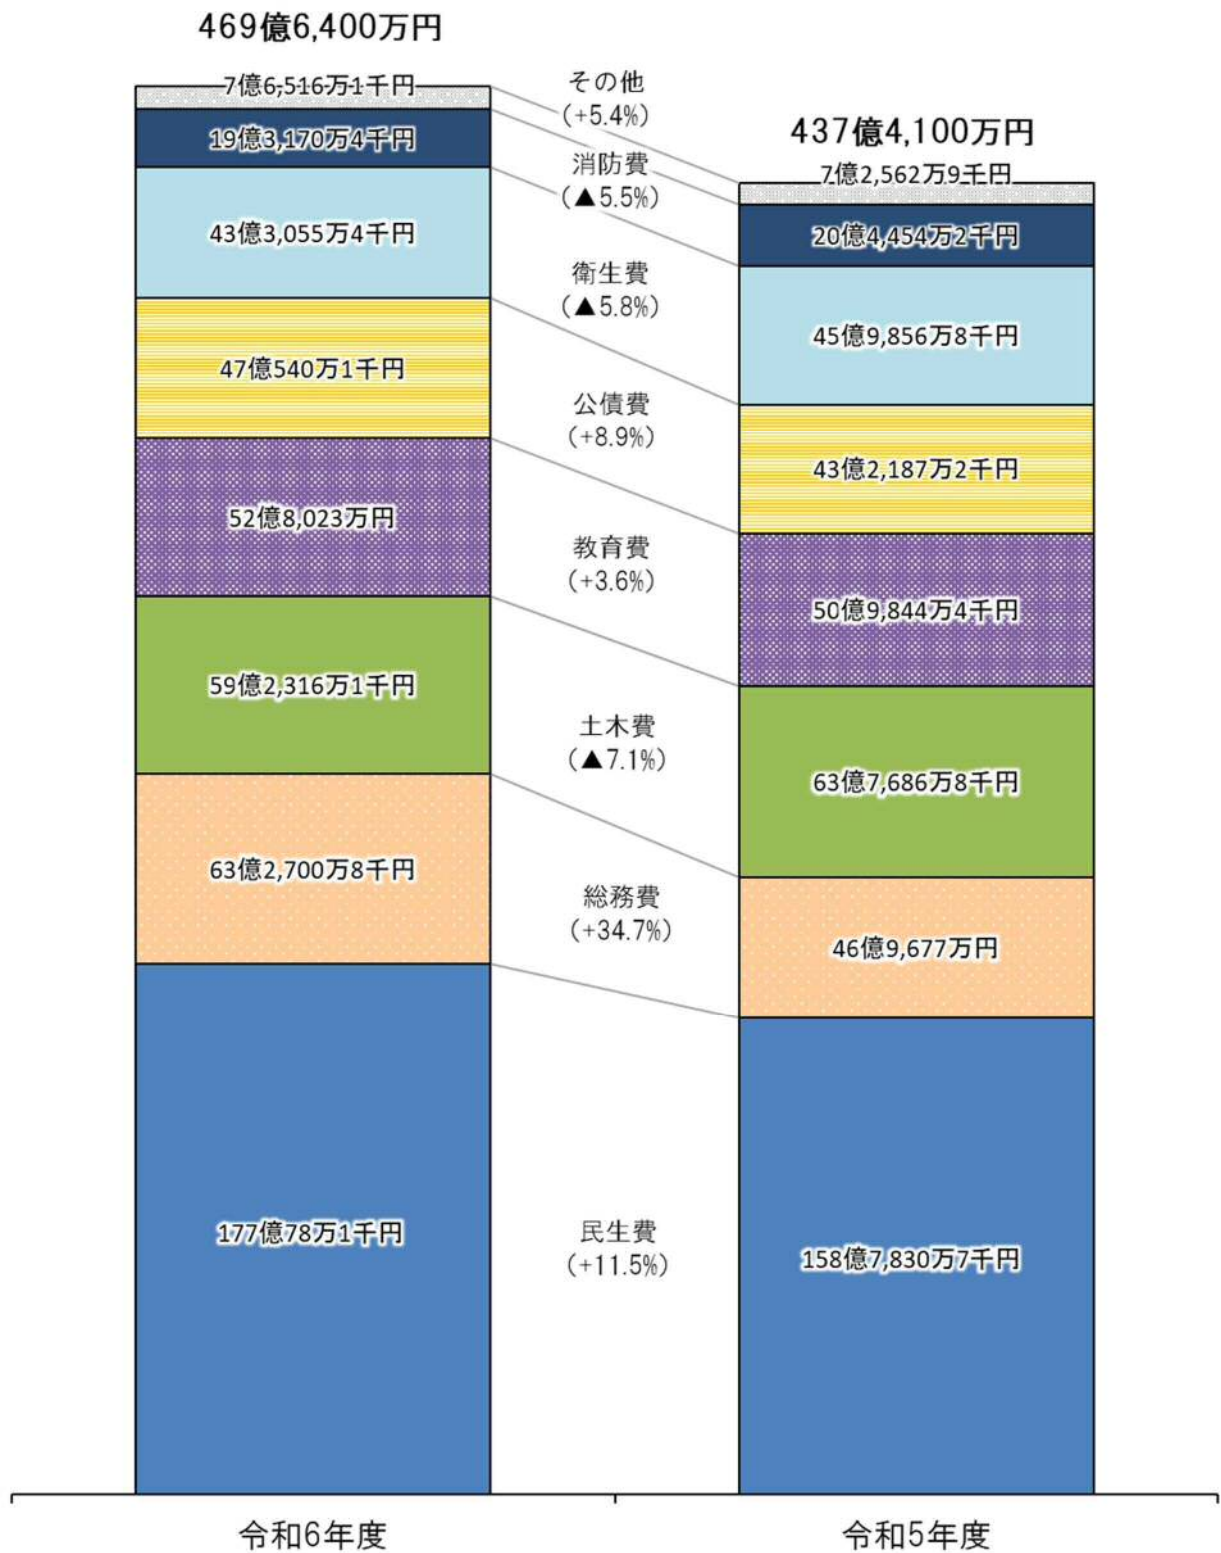 469億6,400万円
7億6,516万1千円
19億3,170万4千円
43億3,055万4千円
47億540万1千円
52億8,023万円
59億2,316万1千円
63億2,700万8千円
177億78万1千円
令和6年度
その他
(+5.4%)
消防費
(▲5.5%)
衛生費
(▲5.8%)
公債費
(+8.9%)
教育費
(+3.6%)
土木費
(▲7.1%)
総務費
(+34.7%)
民生費
(+11.5%)
437億4,100万円
7億2,562万9千円
20億4,454万2千円
45億9,856万8千円
43億2,187万2千円
50億9,844万4千円
63億7,686万8千円
46億9,677万円
158億7,830万7千円
令和5年度